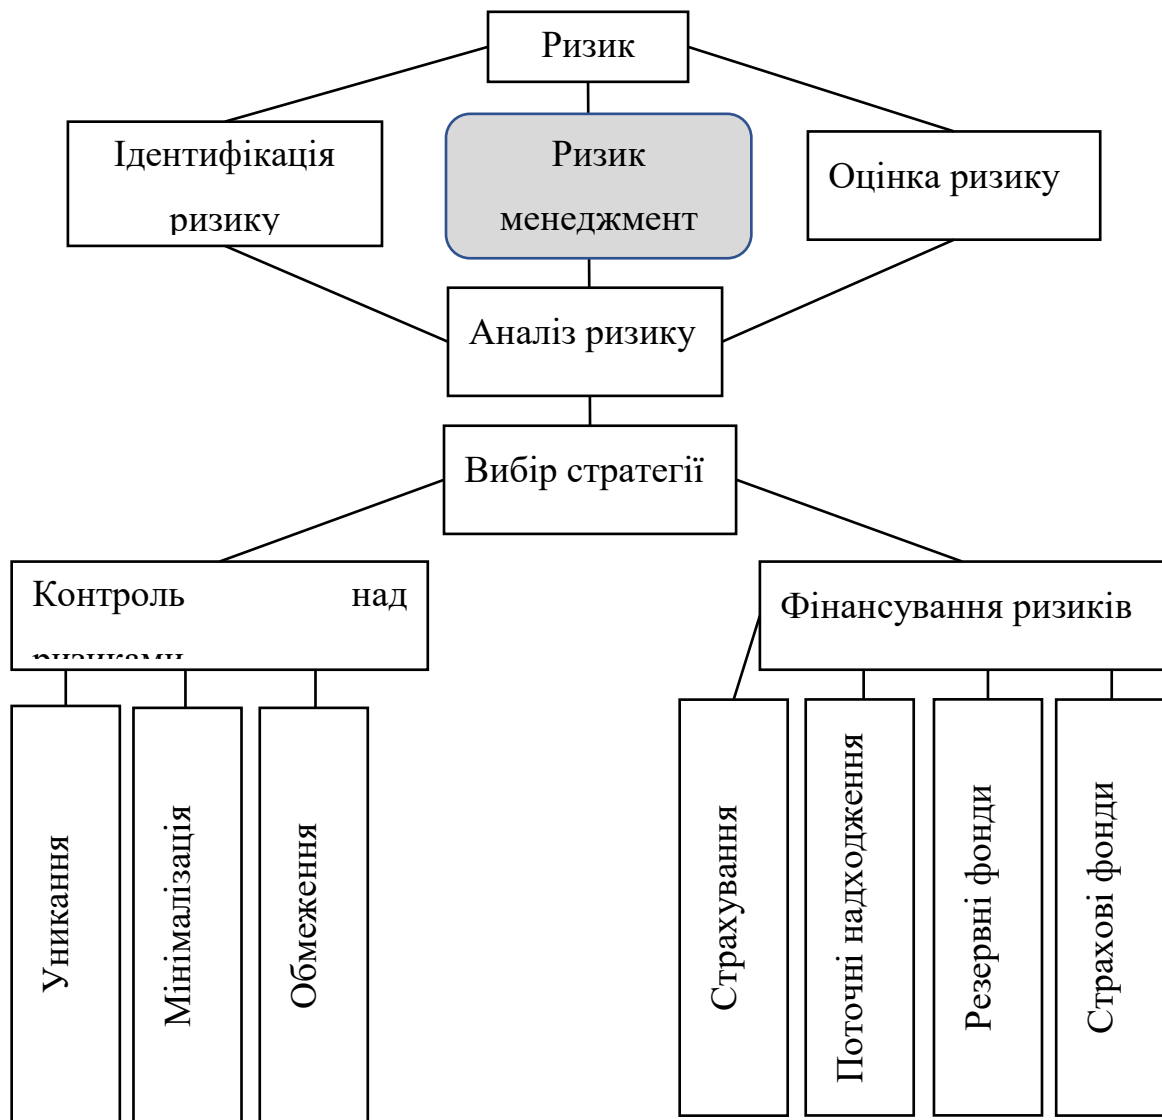 Ризик
Ідентифікація
ризику
Ризик
менеджмент
Оцінка ризику
Аналіз ризику
Вибір стратегії
Контроль над
ризиками
Фінансування ризиків
Уникання
Мінімалізація
Обмеження
Страхування
Поточні надходження
Резервні фонди
Страхові фонди